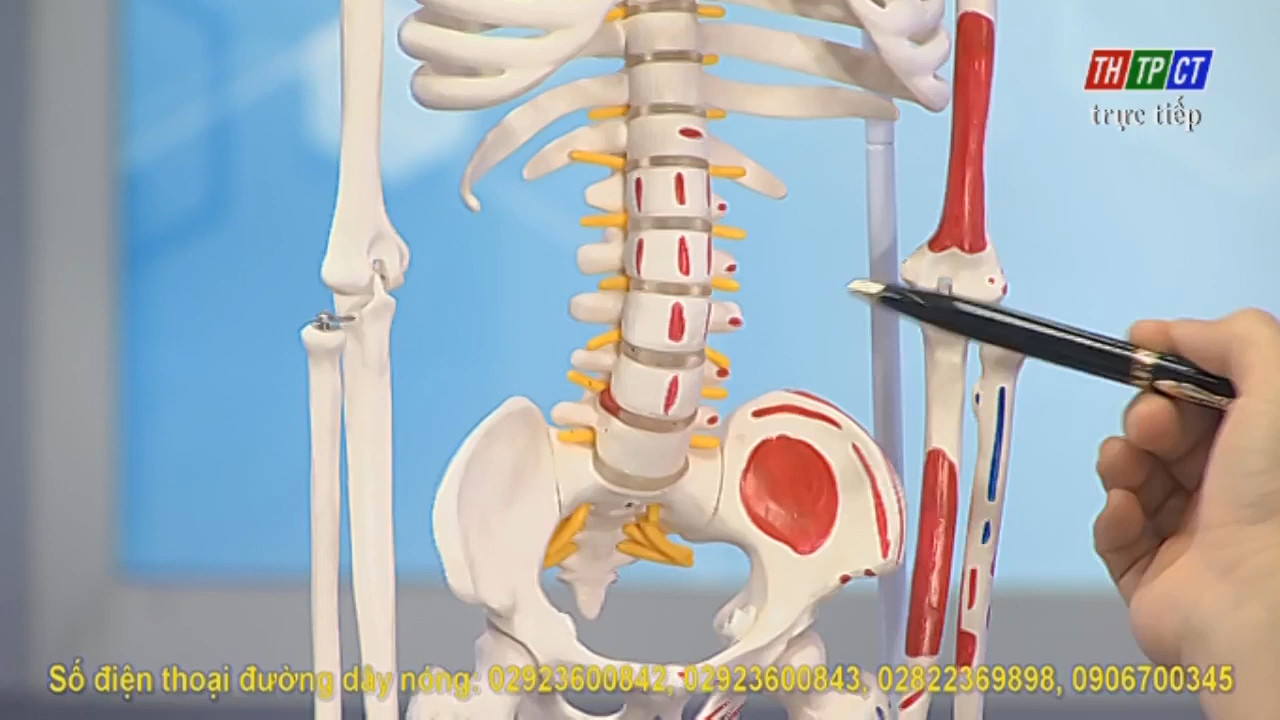 THTPCT
trực tiếp
Số điện thoại đường dây nóng: 02923600842, 02923600843, 02822369898, 0906700345